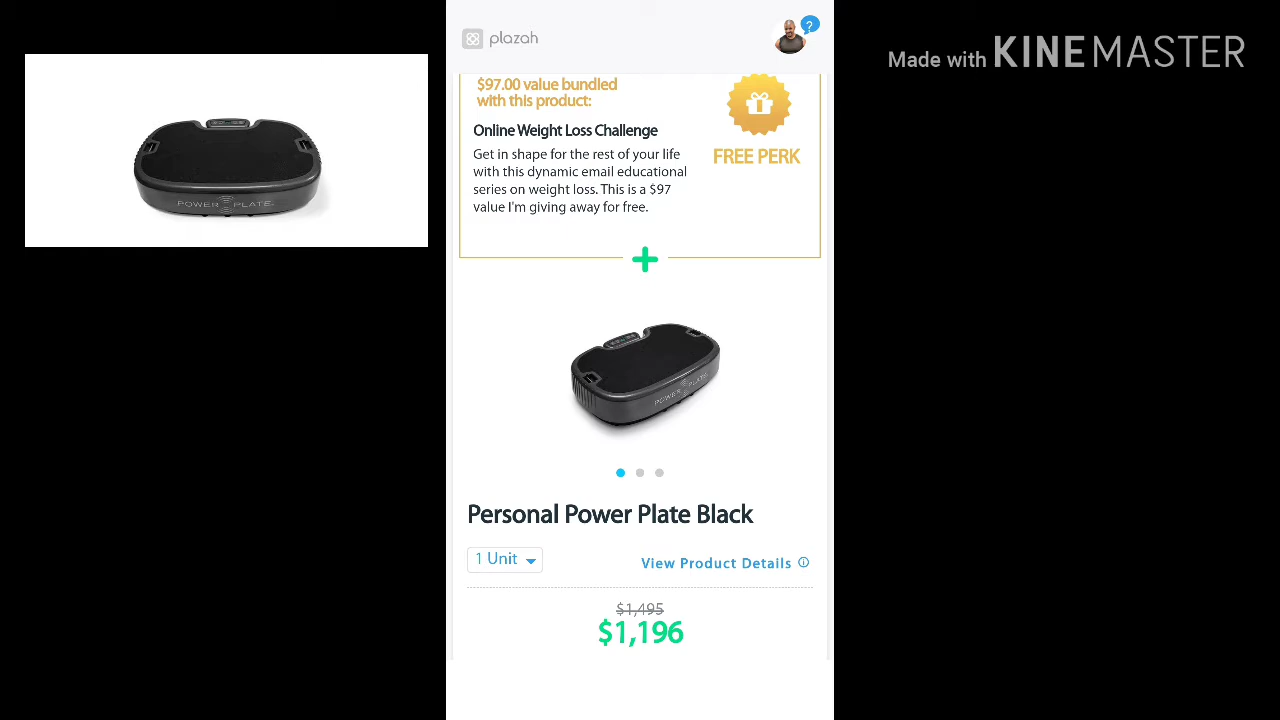 POWER PLATE
plazah
?
Made with KINEMASTER
$97.00 value bundled
with this product:
Online Weight Loss Challenge
Get in shape for the rest of your life
with this dynamic email educational
series on weight loss. This is a $97
value I'm giving away for free.
FREE PERK
POWER PLATE
Personal Power Plate Black
1 Unit
View Product Details
$1,495
$1,196